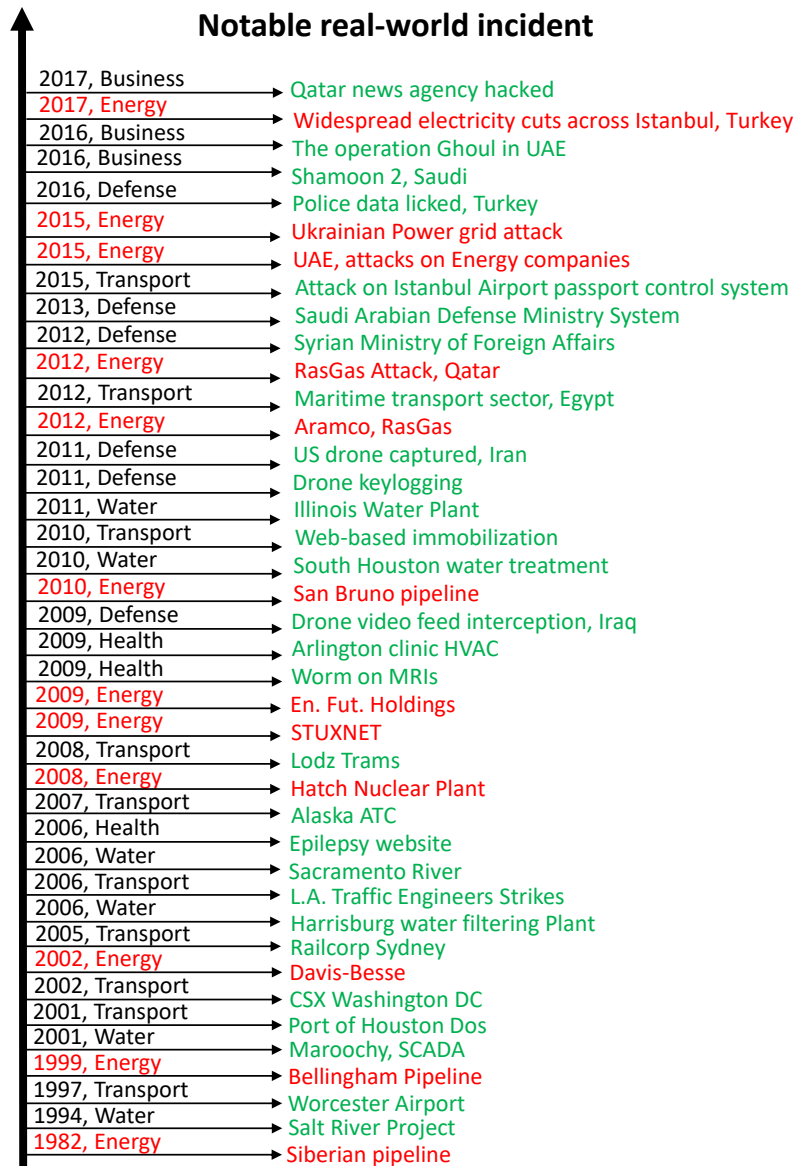 Notable real-world incident
2017, Business
Qatar news agency hacked
2017, Energy
Widespread electricity cuts across Istanbul, Turkey
2016, Business
The operation Ghoul in UAE
2016, Business
Shamoon 2, Saudi
2016, Defense
Police data licked, Turkey
2015, Energy
Ukrainian Power grid attack
2015, Energy
UAE, attacks on Energy companies
2015, Transport
Attack on Istanbul Airport passport control system
2013, Defense
Saudi Arabian Defense Ministry System
2012, Defense
Syrian Ministry of Foreign Affairs
2012, Energy
RasGas Attack, Qatar
2012, Transport
Maritime transport sector, Egypt
2012, Energy
Aramco, RasGas
2011, Defense
US drone captured, Iran
2011, Defense
Drone keylogging
2011, Water
Illinois Water Plant
2010, Transport
Web-based immobilization
2010, Water
South Houston water treatment
2010, Energy
San Bruno pipeline
2009, Defense
Drone video feed interception, Iraq
2009, Health
Arlington clinic HVAC
2009, Health
Worm on MRIs
2009, Energy
En. Fut. Holdings
2009, Energy
STUXNET
2008, Transport
Lodz Trams
2008, Energy
Hatch Nuclear Plant
2007, Transport
Alaska ATC
2006, Health
Epilepsy website
2006, Water
Sacramento River
2006, Transport
L.A. Traffic Engineers Strikes
2006, Water
Harrisburg water filtering Plant
2005, Transport
Railcorp Sydney
2002, Energy
Davis-Besse
2002, Transport
CSX Washington DC
2001, Transport
Port of Houston Dos
2001, Water
Maroochy, SCADA
1999, Energy
Bellingham Pipeline
1997, Transport
Worcester Airport
1994, Water
Salt River Project
1982, Energy
Siberian pipeline